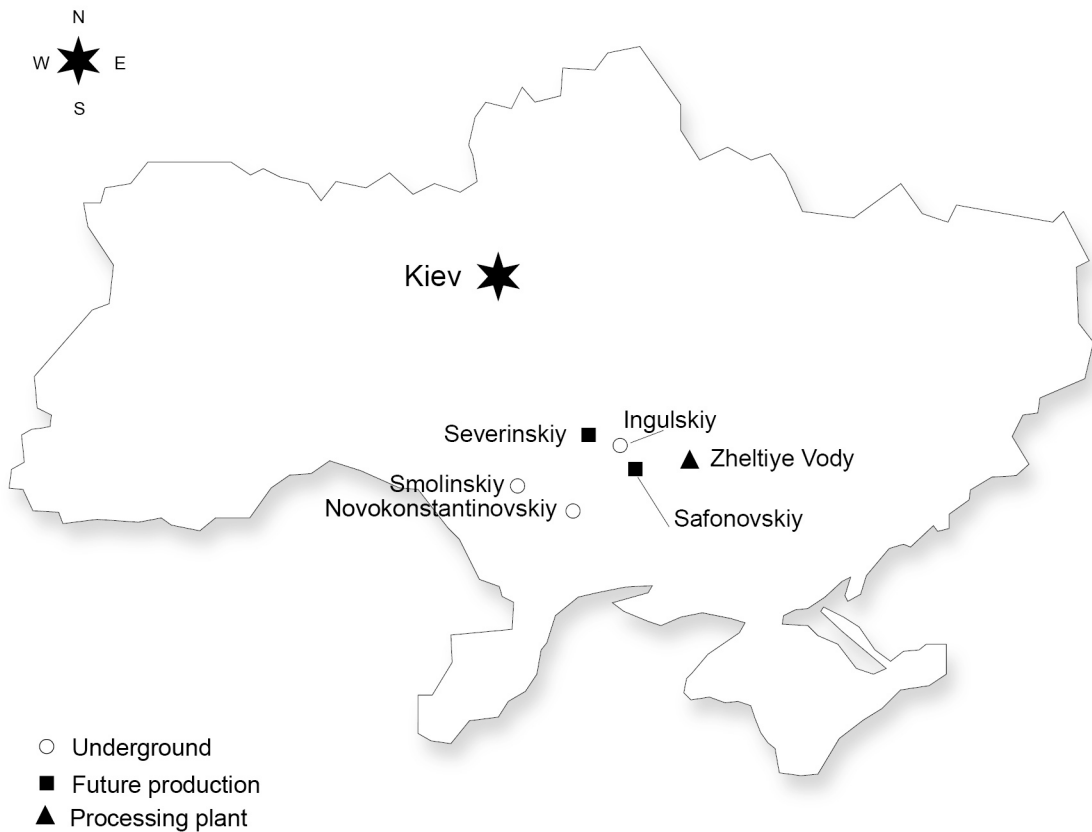 N
W E
S
Kiev
Ingulskiy
Severinskiy
Zheltiye Vody
Smolinskiy
Novokonstantinovskiy
Safonovskiy
Underground
Future production
Processing plant